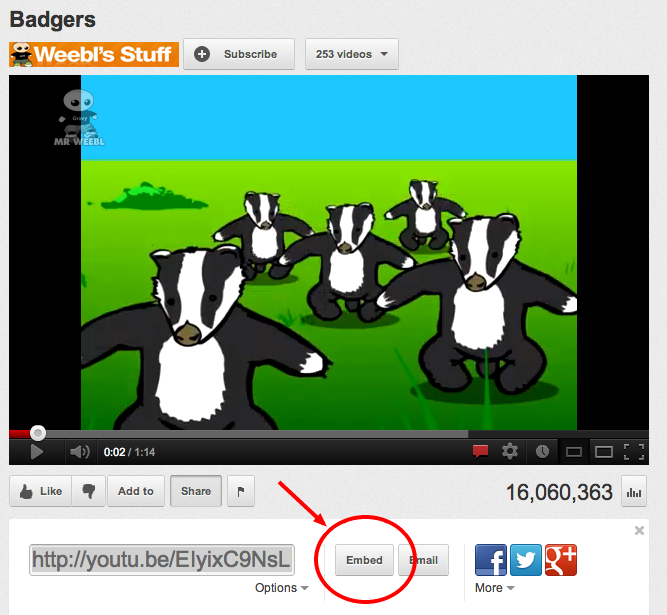 Badgers
Weebl's Stuff
Subscribe
253 videos
Gravy
MR WEEBL
0:02 / 1:14
Like
Add to
Share
16,060,363
http://youtu.be/EIyixC9NsL
Embed
Email
f
g+
Options
More